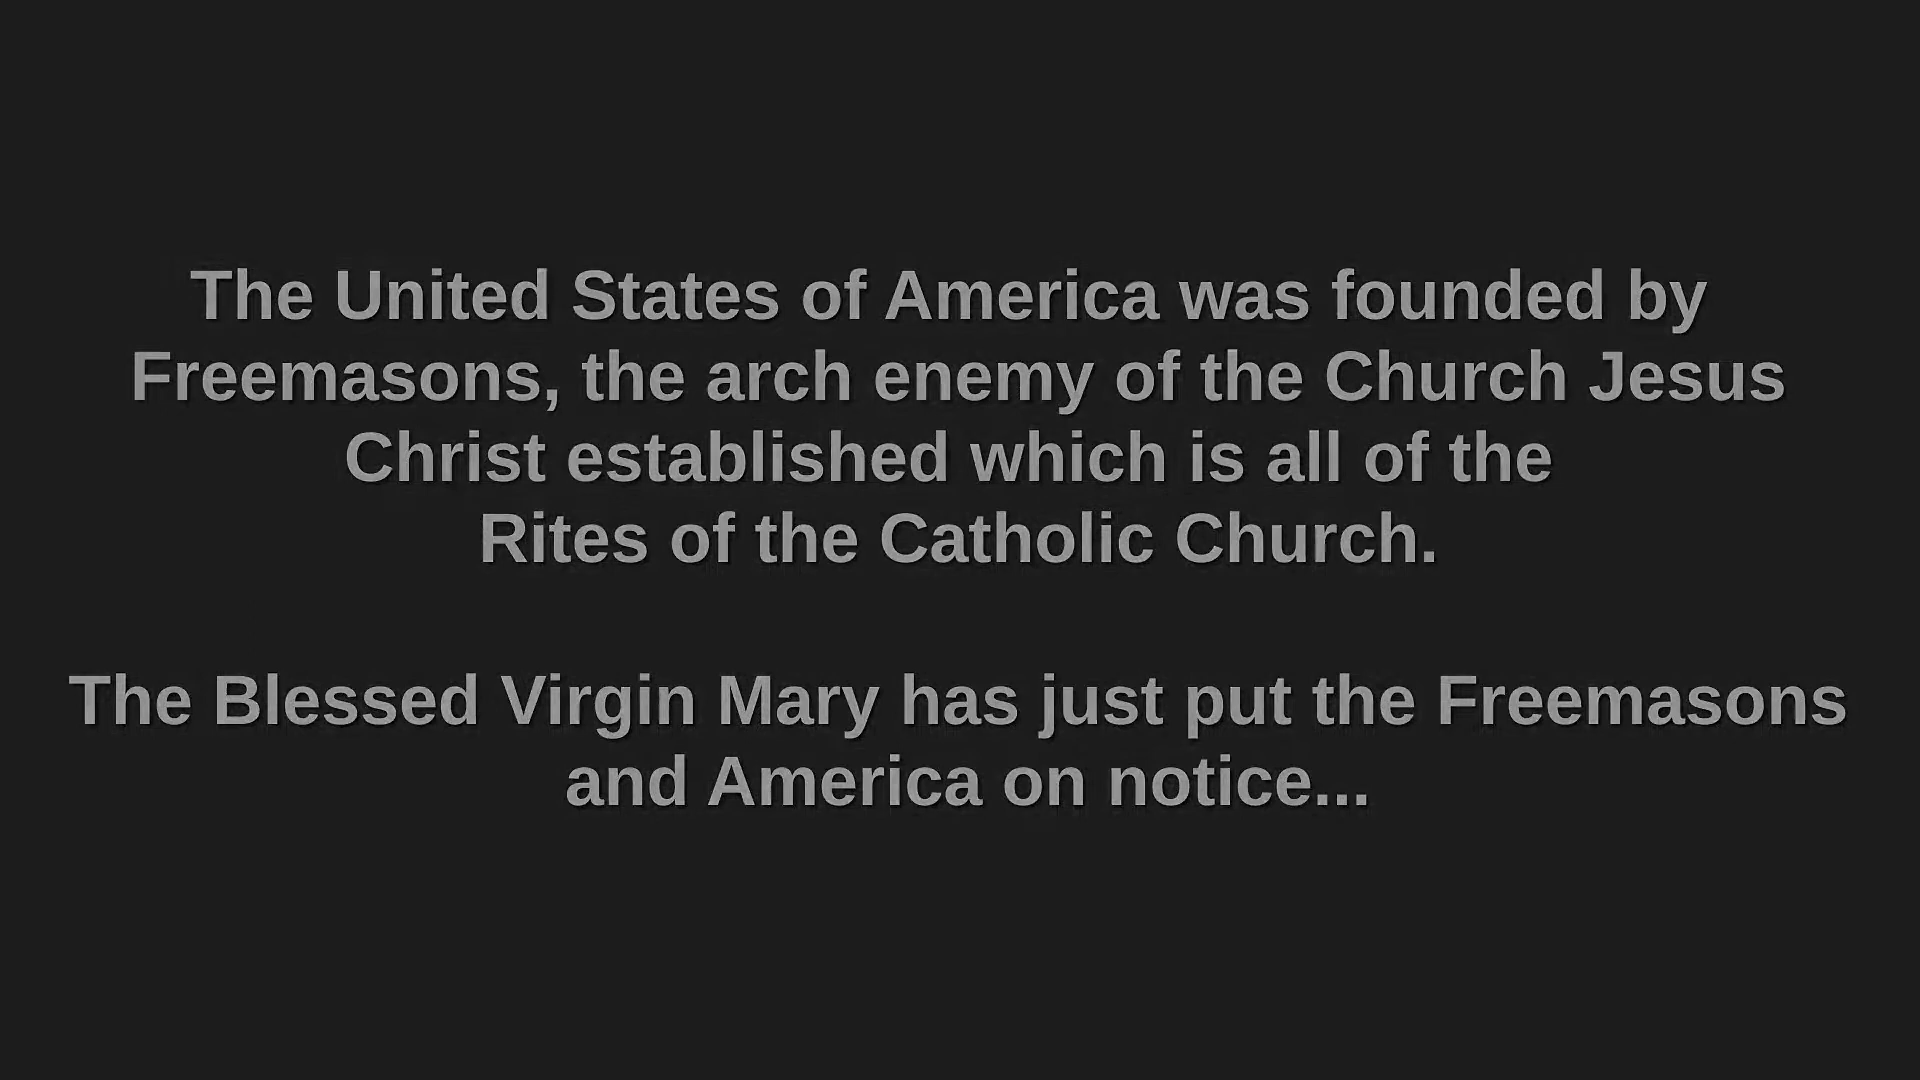 The United States of America was founded by
Freemasons, the arch enemy of the Church Jesus
Christ established which is all of the
Rites of the Catholic Church.
The Blessed Virgin Mary has just put the Freemasons
and America on notice...